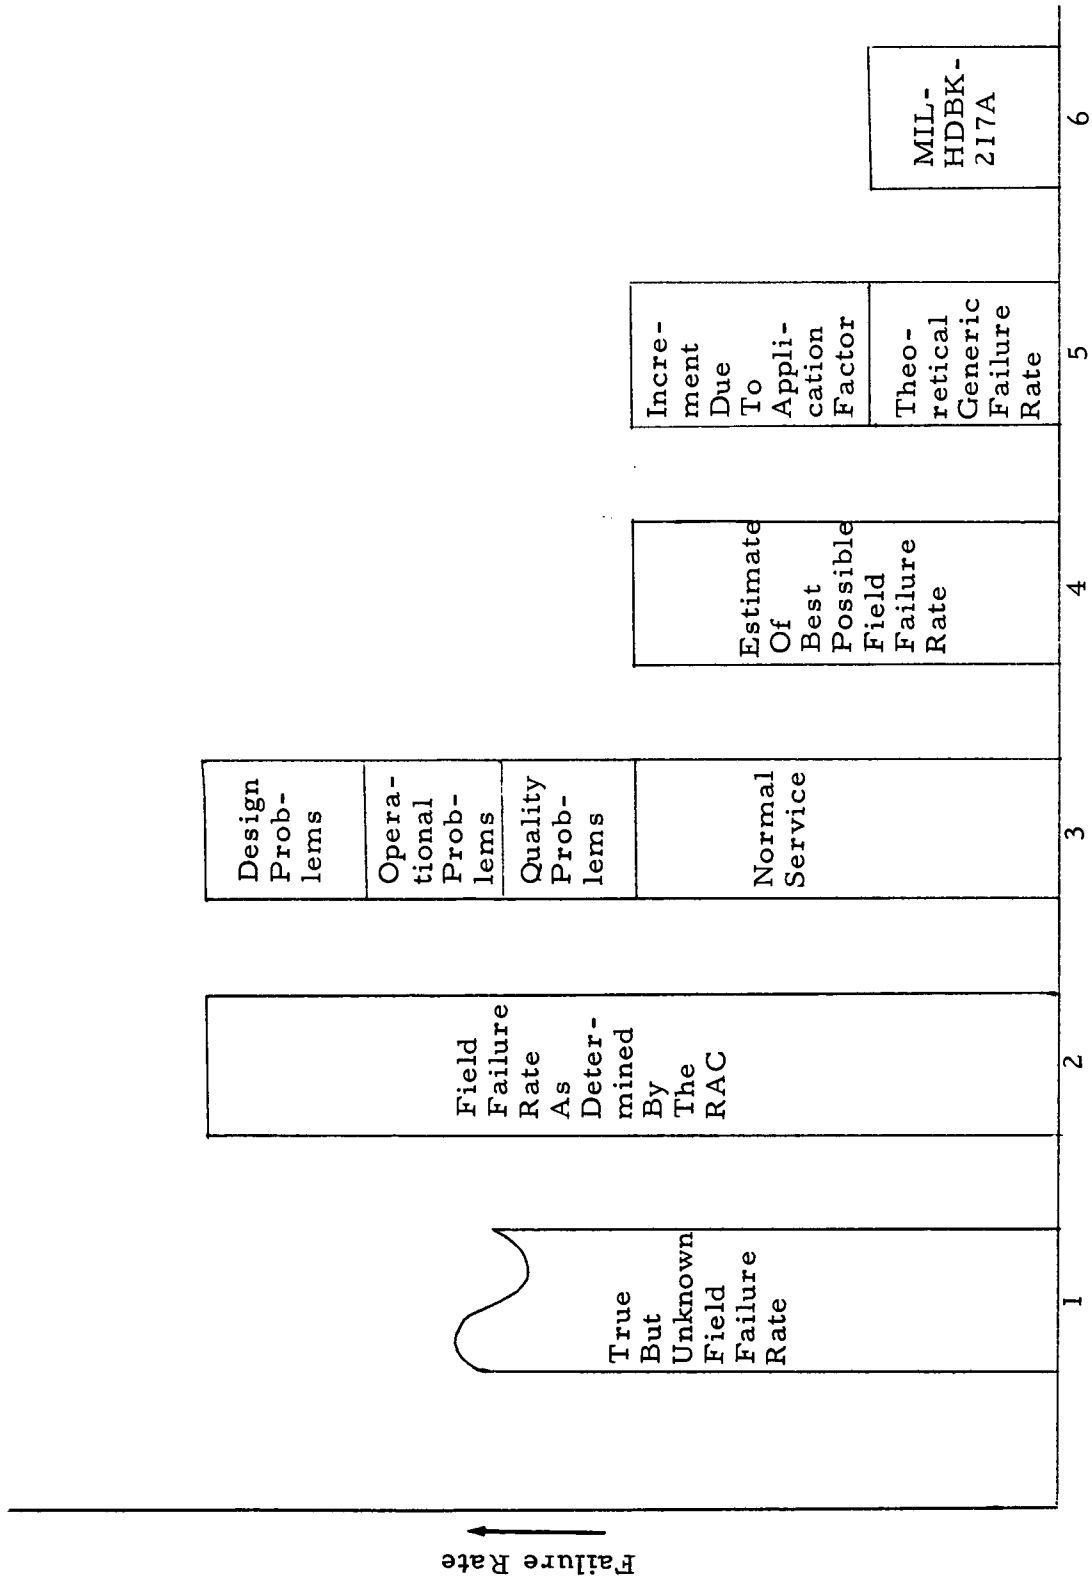 Failure Rate
True
But
Unknown
Field
Failure
Rate
1
Field
Failure
Rate
As
Deter-
mined
By
The
RAC
2
Design
Prob-
lems
Opera-
tional
Prob-
lems
Quality
Prob-
lems
Normal
Service
3
Estimate
Of
Best
Possible
Field
Failure
Rate
4
Incre-
ment
Due
To
Appli-
cation
Factor
Theo-
retical
Generic
Failure
Rate
5
MIL-
HDBK-
217A
6